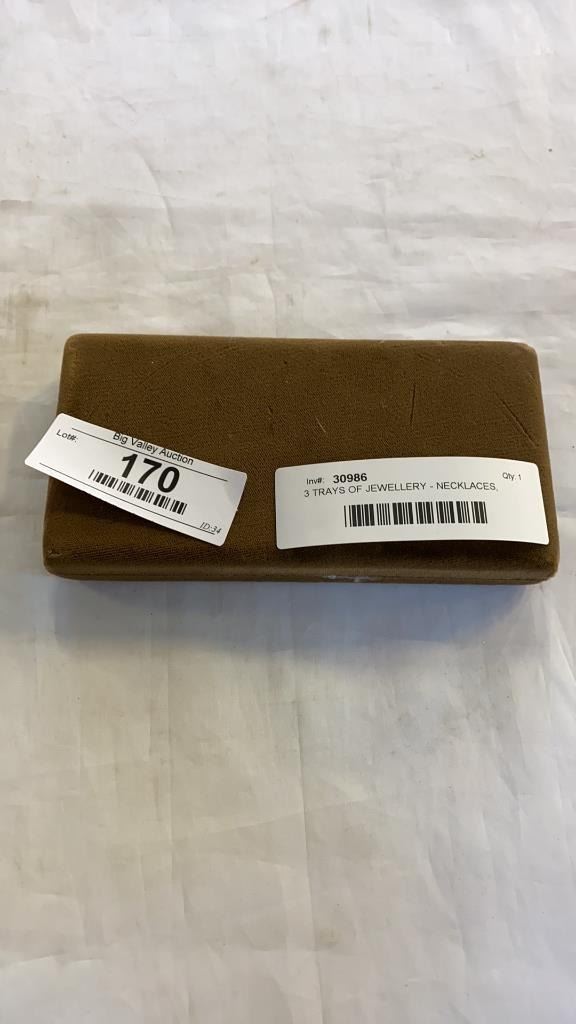 Big Valley Auction
Lot#:
170
ID:34
Inv#: 30986 Qty: 1
3 TRAYS OF JEWELLERY - NECKLACES,